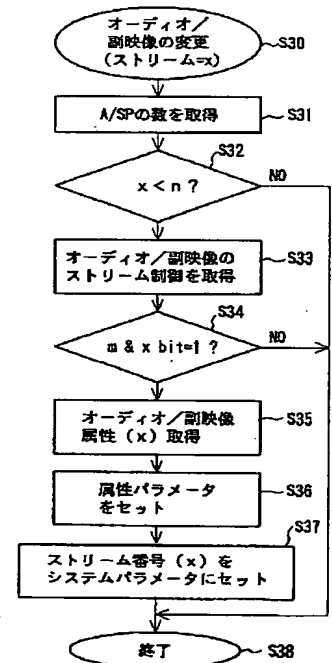 オーディオ/
副映像の変更
(ストリーム=x)
S30
A/SPの数を取得
S31
S32
x < n ?
NO
オーディオ/副映像の
ストリーム制御を取得
S33
S34
m & x bit=1 ?
NO
オーディオ/副映像
属性 (x) 取得
S35
属性パラメータ
をセット
S36
S37
ストリーム番号 (x) を
システムパラメータにセット
終了
S38